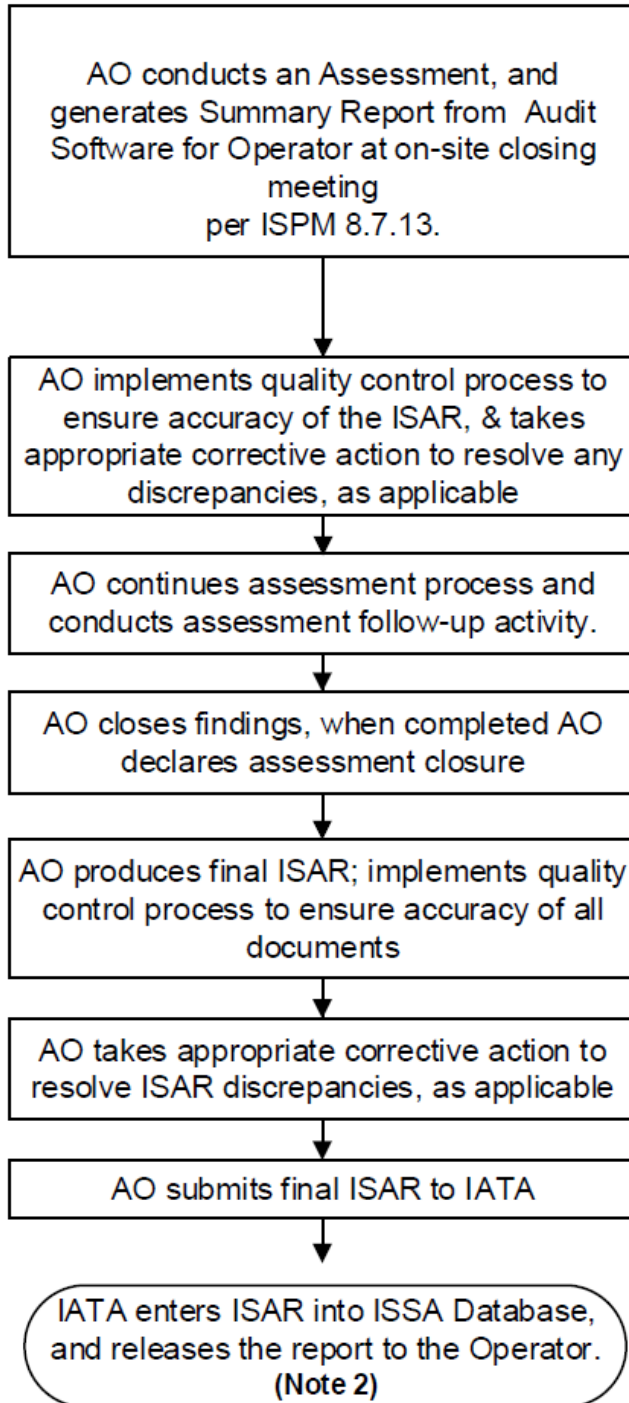 AO conducts an Assessment, and
generates Summary Report from Audit
Software for Operator at on-site closing
meeting
per ISPM 8.7.13.
AO implements quality control process to
ensure accuracy of the ISAR, & takes
appropriate corrective action to resolve any
discrepancies, as applicable
AO continues assessment process and
conducts assessment follow-up activity.
AO closes findings, when completed AO
declares assessment closure
AO produces final ISAR; implements quality
control process to ensure accuracy of all
documents
AO takes appropriate corrective action to
resolve ISAR discrepancies, as applicable
AO submits final ISAR to IATA
IATA enters ISAR into ISSA Database,
and releases the report to the Operator.
(Note 2)